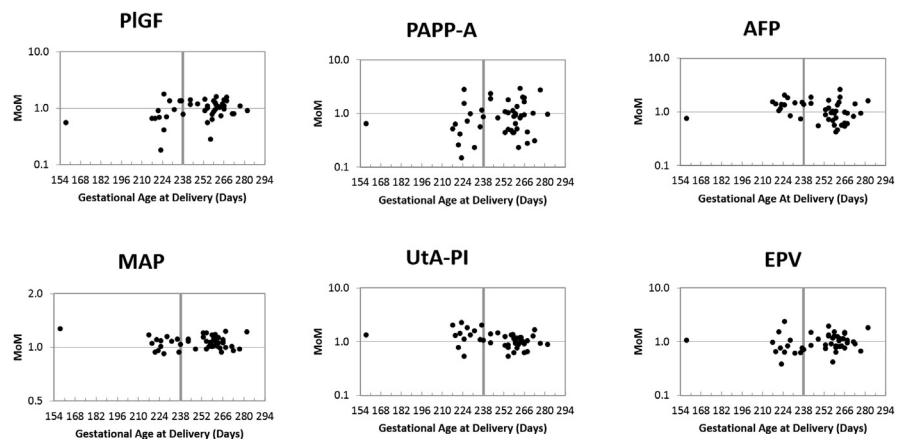 PlGF
10.0
1.0
0.1
MoM
154 168 182 196 210 224 238 252 266 280 294
Gestational Age at Delivery (Days)
PAPP-A
10.0
1.0
0.1
MoM
154 168 182 196 210 224 238 252 266 280 294
Gestational Age at Delivery (Days)
AFP
10.0
1.0
0.1
MoM
154 168 182 196 210 224 238 252 266 280 294
Gestational Age At Delivery (Days)
MAP
2.0
1.0
0.5
MoM
154 168 182 196 210 224 238 252 266 280 294
Gestational Age at Delivery (Days)
UtA-PI
10.0
1.0
0.1
MoM
154 168 182 196 210 224 238 252 266 280 294
Gestational Age at Delivery (Days)
EPV
10.0
1.0
0.1
MoM
154 168 182 196 210 224 238 252 266 280 294
Gestational Age at Delivery (Days)